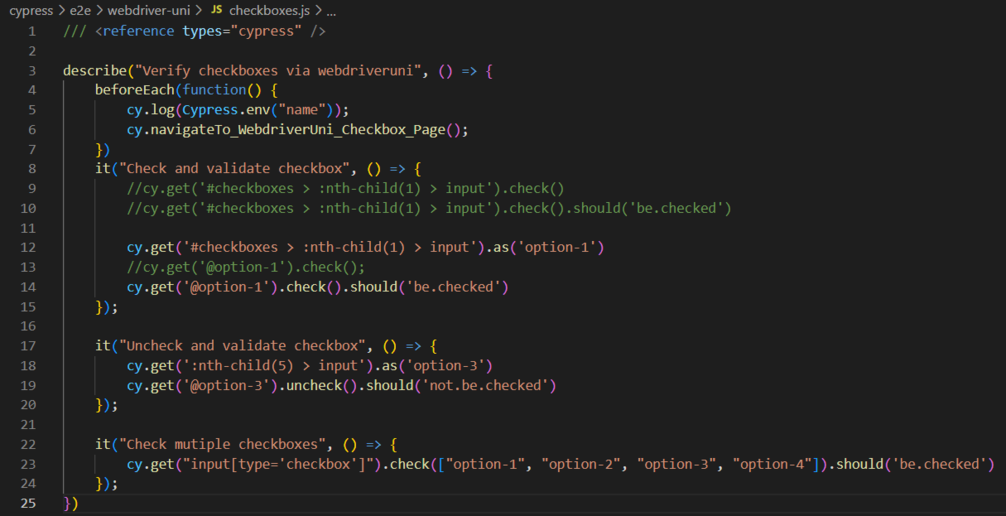 cypress > e2e > webdriver-uni > JS checkboxes.js > ...
1 /// <reference types="cypress" />
2
3 describe("Verify checkboxes via webdriveruni", () => {
4     beforeEach(function() {
5         cy.log(Cypress.env("name"));
6         cy.navigateTo_WebdriverUni_Checkbox_Page();
7     })
8     it("Check and validate checkbox", () => {
9         //cy.get('#checkboxes > :nth-child(1) > input').check()
10         //cy.get('#checkboxes > :nth-child(1) > input').check().should('be.checked')
11
12         cy.get('#checkboxes > :nth-child(1) > input').as('option-1')
13         //cy.get('@option-1').check();
14         cy.get('@option-1').check().should('be.checked')
15     });
16
17     it("Uncheck and validate checkbox", () => {
18         cy.get(':nth-child(5) > input').as('option-3')
19         cy.get('@option-3').uncheck().should('not.be.checked')
20     });
21
22     it("Check mutiple checkboxes", () => {
23         cy.get("input[type='checkbox']").check(["option-1", "option-2", "option-3", "option-4"]).should('be.checked')
24     });
25 })